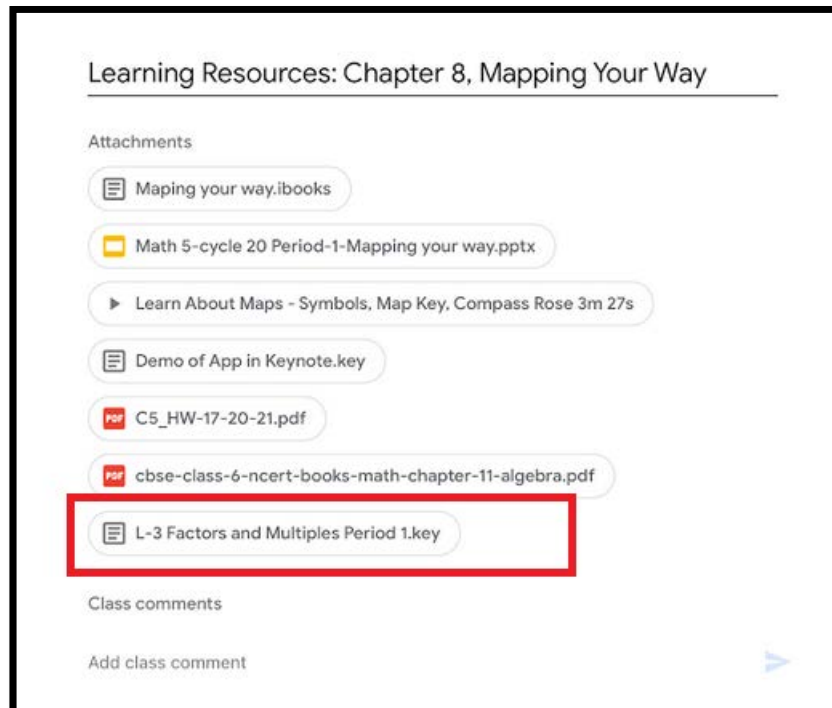 Learning Resources: Chapter 8, Mapping Your Way
Attachments
Maping your way.ibooks
Math 5-cycle 20 Period-1-Mapping your way.pptx
Learn About Maps - Symbols, Map Key, Compass Rose 3m 27s
Demo of App in Keynote.key
PDF C5_HW-17-20-21.pdf
PDF cbse-class-6-ncert-books-math-chapter-11-algebra.pdf
L-3 Factors and Multiples Period 1.key
Class comments
Add class comment